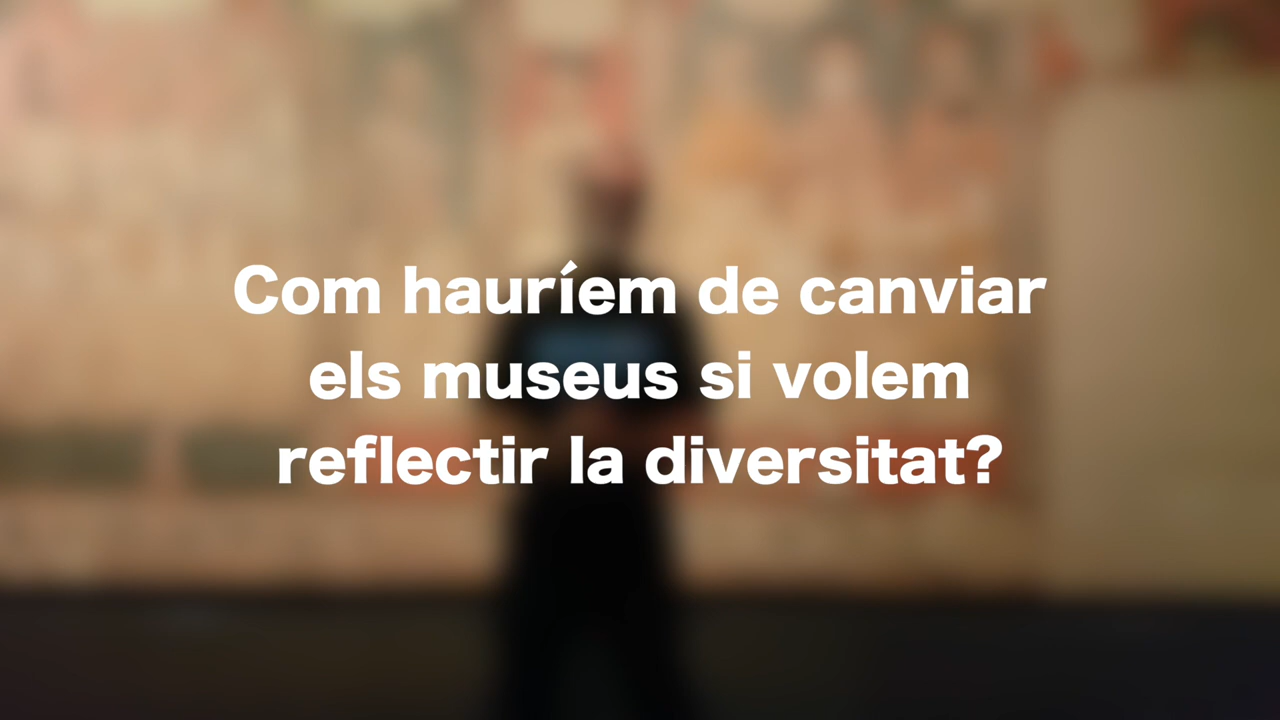 Com hauríem de canviar
els museus si volem
reflectir la diversitat?